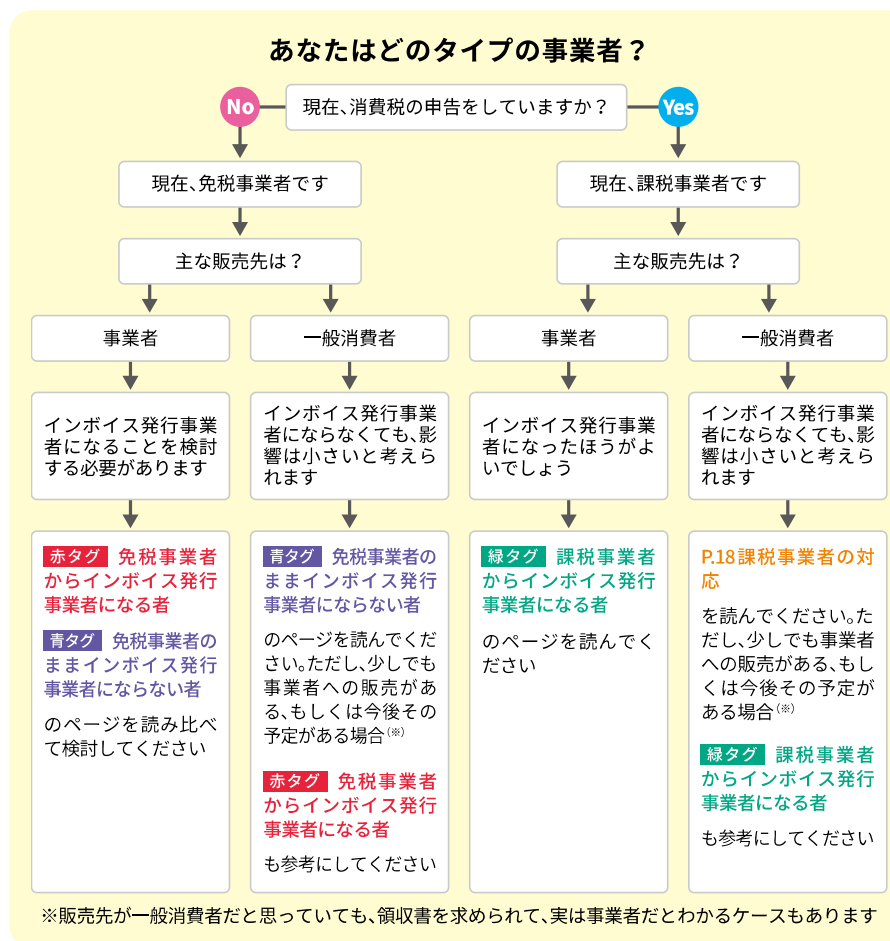 あなたはどのタイプの事業者？
No
現在、消費税の申告をしていますか？
Yes
現在、免税事業者です
現在、課税事業者です
主な販売先は？
主な販売先は？
事業者
一般消費者
事業者
一般消費者
インボイス発行事業
者になることを検討
する必要があります
インボイス発行事業
者にならなくても、影
響は小さいと考えら
れます
インボイス発行事業
者になったほうがよ
いでしょう
インボイス発行事業
者にならなくても、影
響は小さいと考えら
れます
赤タグ 免税事業者
からインボイス発行
事業者になる者
青タグ 免税事業者の
ままインボイス発行
事業者にならない者
のページを読み比べ
て検討してください
青タグ 免税事業者の
ままインボイス発行
事業者にならない者
のページを読んでくだ
さい。ただし、少しでも
事業者への販売があ
る、もしくは今後その
予定がある場合(※)
赤タグ 免税事業者
からインボイス発行
事業者になる者
も参考にしてください
緑タグ 課税事業者
からインボイス発行
事業者になる者
のページを読んでく
ださい
P.18課税事業者の対
応
を読んでください。た
だし、少しでも事業者
への販売がある、もし
くは今後その予定が
ある場合(※)
緑タグ 課税事業者
からインボイス発行
事業者になる者
も参考にしてください
※販売先が一般消費者だと思っていても、領収書を求められて、実は事業者だとわかるケースもあります